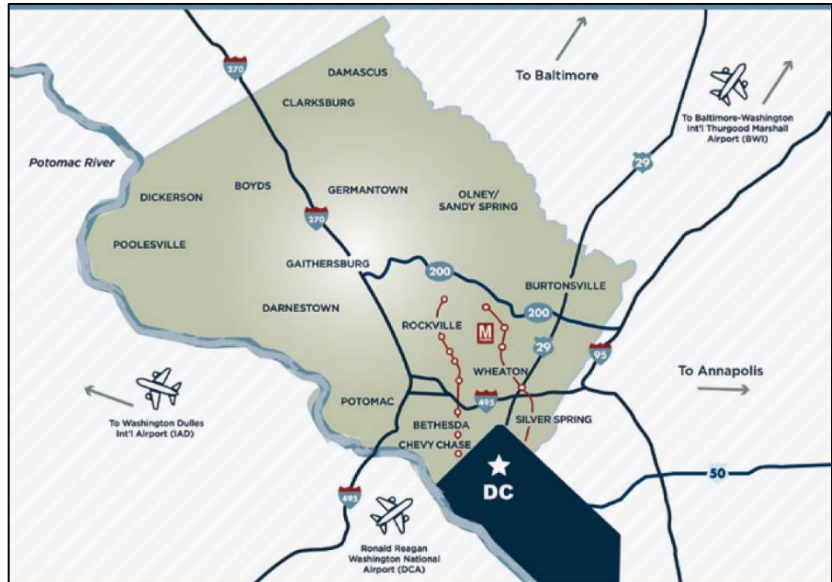 270
DAMASCUS
CLARKSBURG
To Baltimore
To Baltimore-Washington
Int'l Thurgood Marshall
Airport (BWI)
Potomac River
29
DICKERSON
BOYDS
GERMANTOWN
OLNEY/
SANDY SPRING
270
POOLESVILLE
GAITHERSBURG
200
BURTONSVILLE
DARNESTOWN
200
ROCKVILLE
M
29
95
WHEATON
To Annapolis
POTOMAC
495
To Washington Dulles
Int'l Airport (IAD)
BETHESDA
SILVER SPRING
CHEVY CHASE
DC
50
495
Ronald Reagan
Washington National
Airport (DCA)